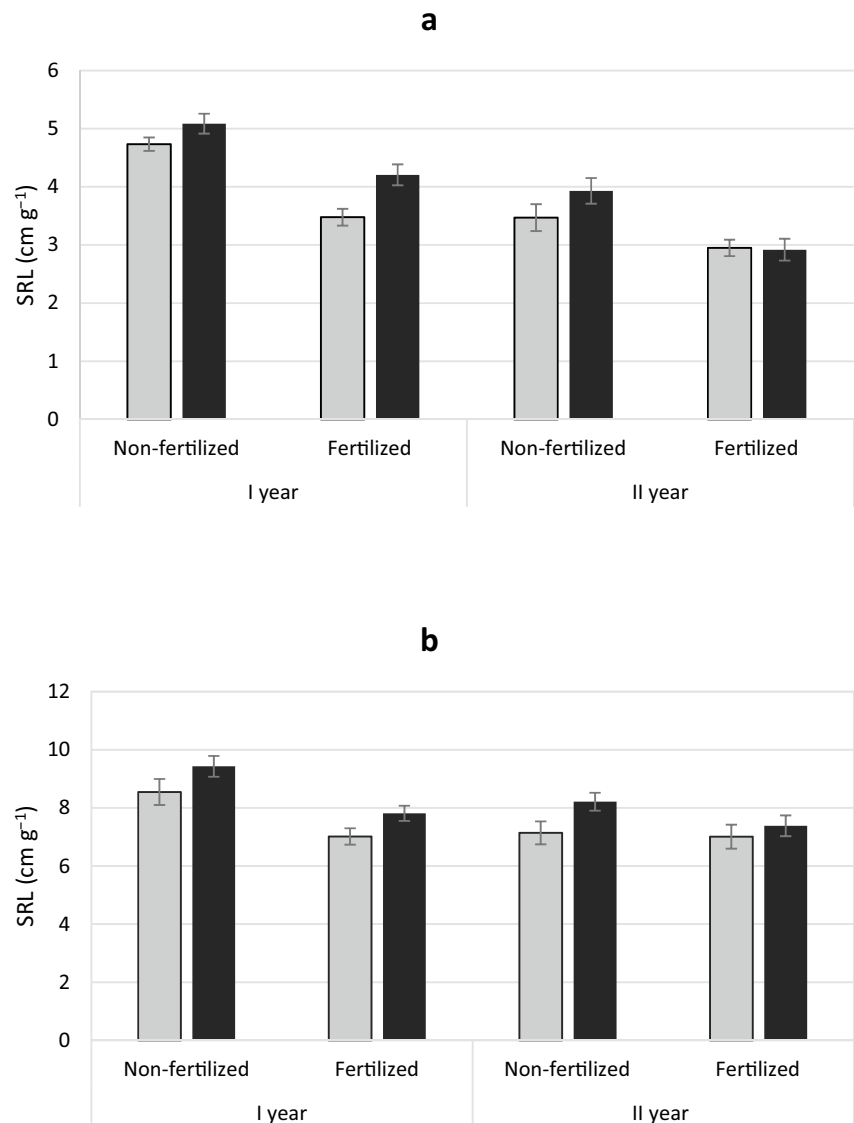 a
6
5
4
3
2
1
0
SRL (cm g⁻¹)
Non-fertilized Fertilized Non-fertilized Fertilized
I year II year
b
12
10
8
6
4
2
0
SRL (cm g⁻¹)
Non-fertilized Fertilized Non-fertilized Fertilized
I year II year